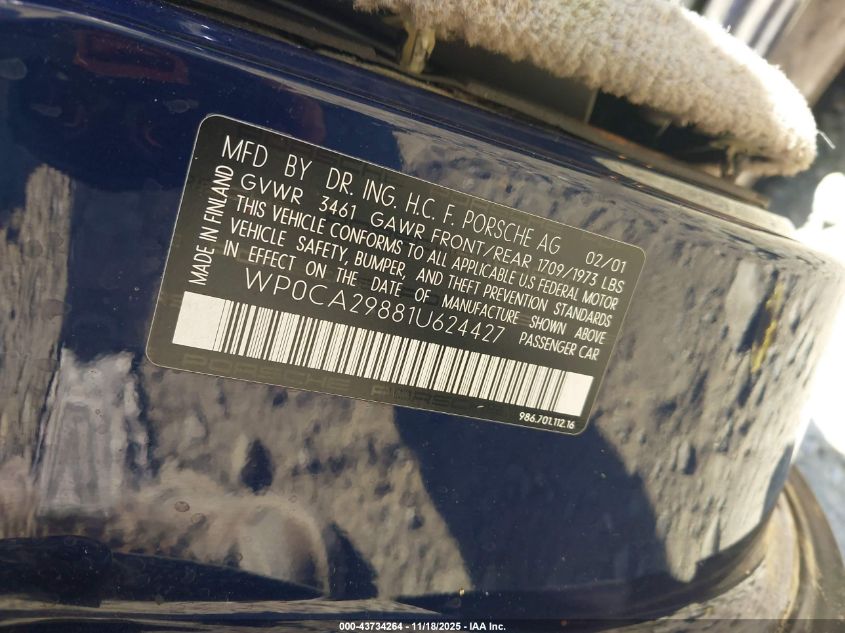 MFD BY DR. ING. H.C. F. PORSCHE AG 02/01
GVWR 3461 GAWR FRONT/REAR 1709/1973 LBS
THIS VEHICLE CONFORMS TO ALL APPLICABLE US FEDERAL MOTOR
VEHICLE SAFETY, BUMPER, AND THEFT PREVENTION STANDARDS
IN EFFECT ON THE DATE OF MANUFACTURE SHOWN ABOVE
MADE IN FINLAND
WP0CA29881U624427 PASSENGER CAR
986.701.112.16
000-43734264 - 11/18/2025 - IAA Inc.